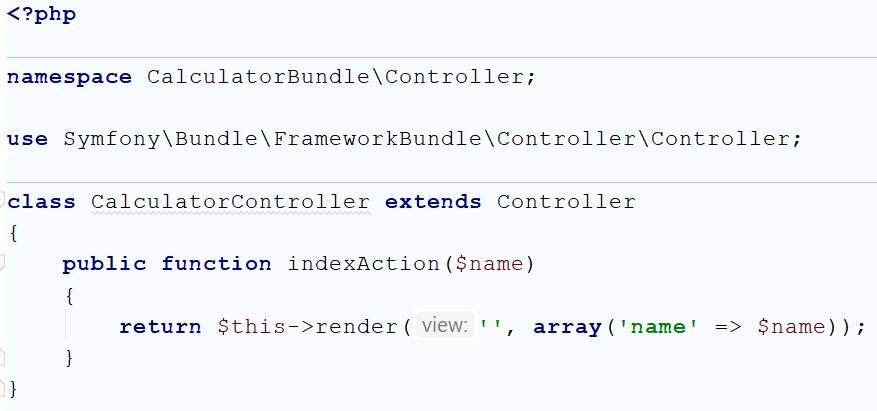 <?php
namespace CalculatorBundle\Controller;
use Symfony\Bundle\FrameworkBundle\Controller\Controller;
class CalculatorController extends Controller
{
    public function indexAction($name)
    {
        return $this->render( view: '', array('name' => $name));
    }
}